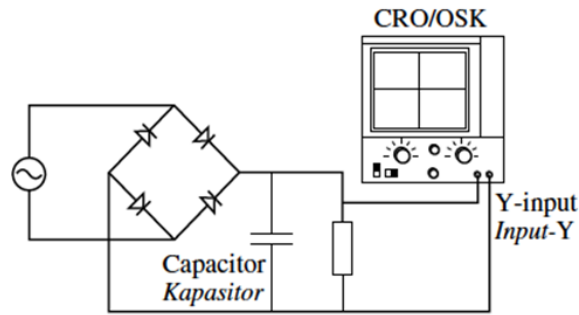 CRO/OSK
Y-input
Input-Y
Capacitor
Kapasitor